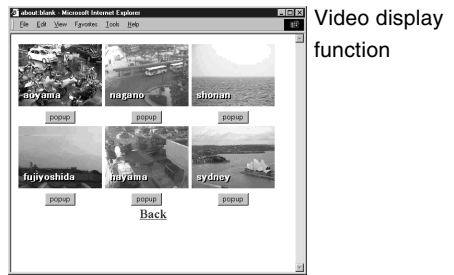 about:blank - Microsoft Internet Explorer
File Edit View Favorites Tools Help
aoyama nagano shonan
popup popup popup
fujiyoshida hayama sydney
popup popup popup
Back
Video display
function